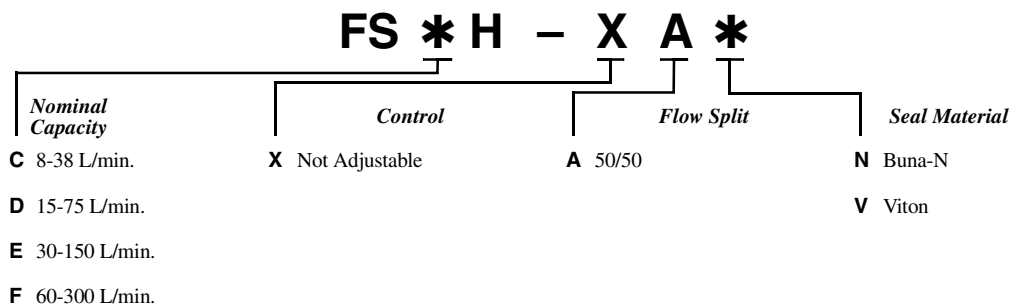 FS * H – X A *
Nominal
Capacity
Control
Flow Split
Seal Material
C 8-38 L/min.
X Not Adjustable
A 50/50
N Buna-N
D 15-75 L/min.
V Viton
E 30-150 L/min.
F 60-300 L/min.